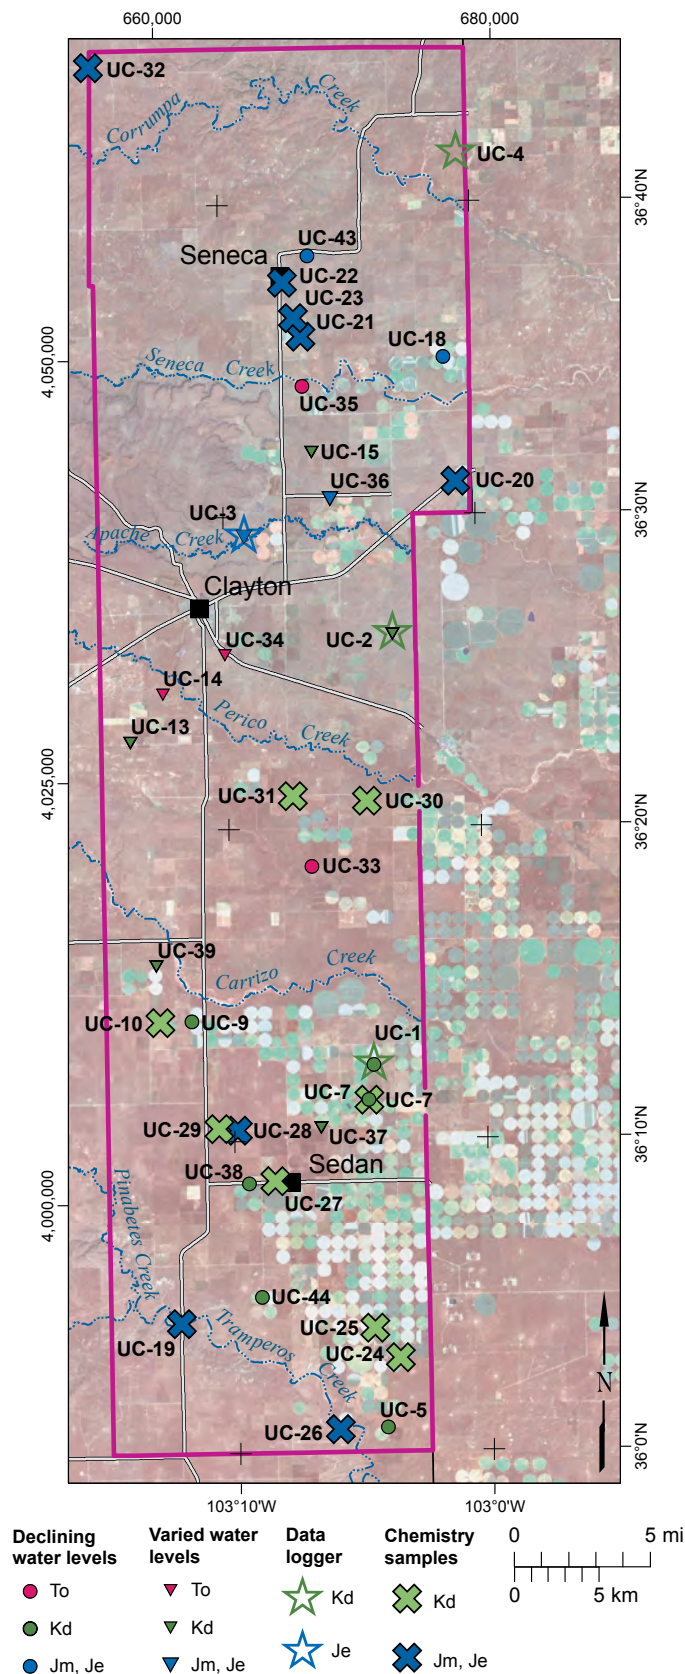 660,000 680,000
UC-32
Corrumpa Creek
UC-4
36°40'N
UC-43
Seneca
UC-22
UC-23
UC-21
UC-18
4,050,000
Seneca Creek
UC-35
UC-15
UC-36
UC-20
UC-3
36°30'N
Apache Creek
Clayton
UC-34
UC-2
UC-14
UC-13
Perico Creek
4,025,000
UC-31
UC-30
36°20'N
UC-33
UC-39
Carrizo Creek
UC-10
UC-9
UC-1
UC-7
UC-7
UC-29
UC-28
UC-37
36°10'N
UC-38
Sedan
UC-27
4,000,000
Pinabetes Creek
UC-44
UC-25
UC-19
Tramperos Creek
UC-24
N
UC-5
UC-26
36°0'N
103°10'W 103°0'W
Declining water levels
To
Kd
Jm, Je
Varied water levels
To
Kd
Jm, Je
Data logger
Kd
Je
Chemistry samples
Kd
Jm, Je
0 5 mi
0 5 km